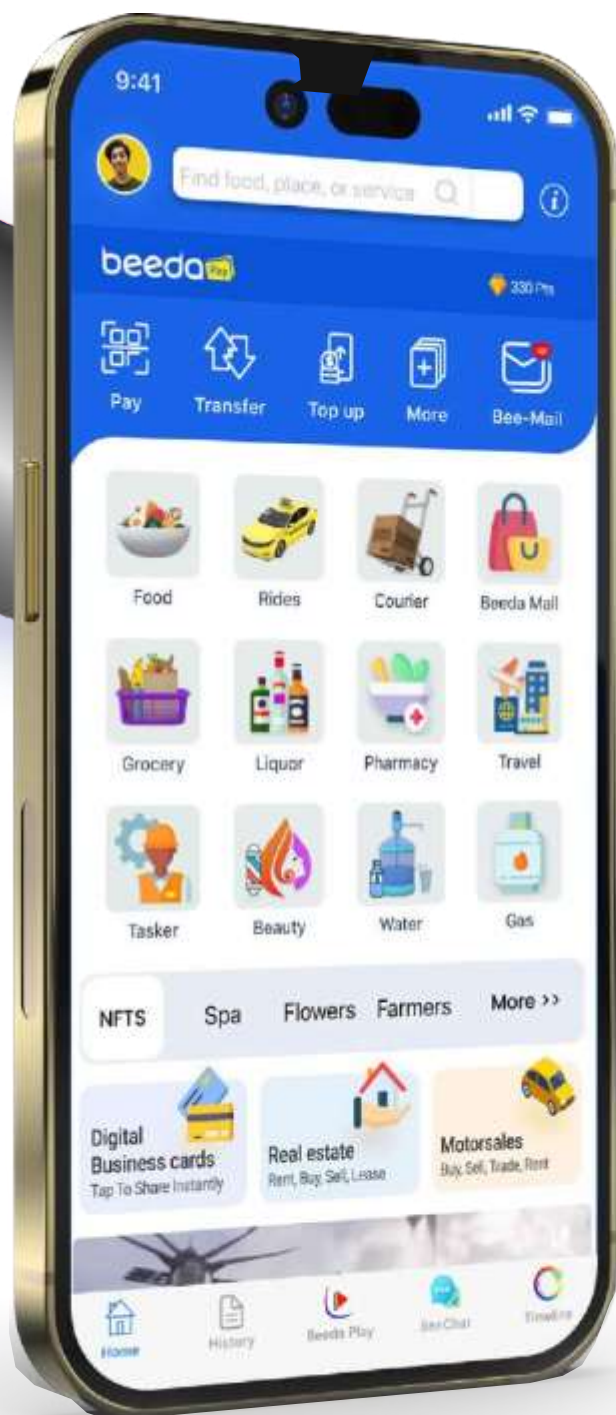 9:41
Find food, place, or service
beeda Pay
330 Pts
Pay Transfer Top up More Bee-Mail
Food Rides Courier Beeda Mall
Grocery Liquor Pharmacy Travel
Tasker Beauty Water Gas
NFTS Spa Flowers Farmers More >>
Digital
Business cards
Tap To Share Instantly
Real estate
Rent, Buy, Sell, Lease
Motorsales
Buy, Sell, Trade, Rent
Home History Beeda Play BeeChat Timeline